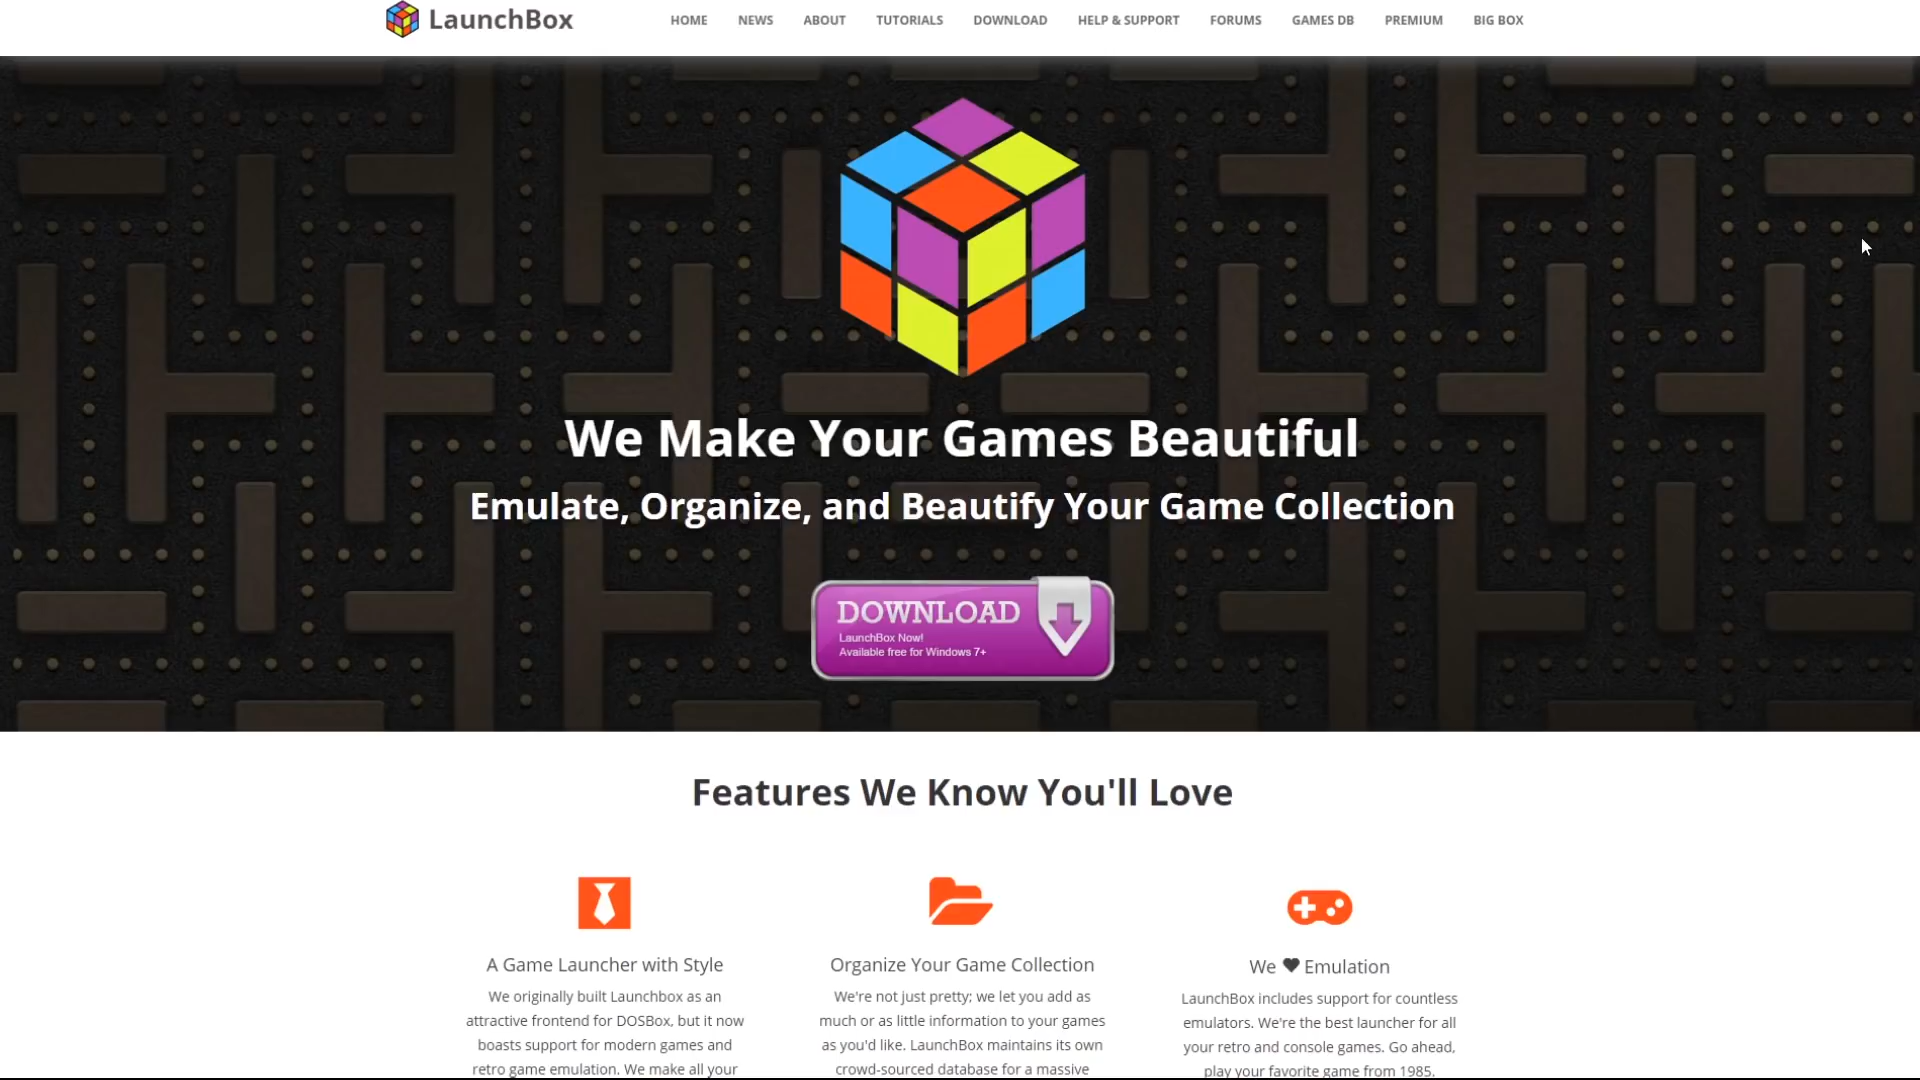 LaunchBox
HOME NEWS ABOUT TUTORIALS DOWNLOAD HELP & SUPPORT FORUMS GAMES DB PREMIUM BIG BOX
We Make Your Games Beautiful
Emulate, Organize, and Beautify Your Game Collection
DOWNLOAD
LaunchBox Now!
Available free for Windows 7+
Features We Know You'll Love
A Game Launcher with Style
We originally built Launchbox as an
attractive frontend for DOSBox, but it now
boasts support for modern games and
retro game emulation. We make all your
Organize Your Game Collection
We're not just pretty; we let you add as
much or as little information to your games
as you'd like. LaunchBox maintains its own
crowd-sourced database for a massive
We ♥ Emulation
LaunchBox includes support for countless
emulators. We're the best launcher for all
your retro and console games. Go ahead,
play your favorite game from 1985.